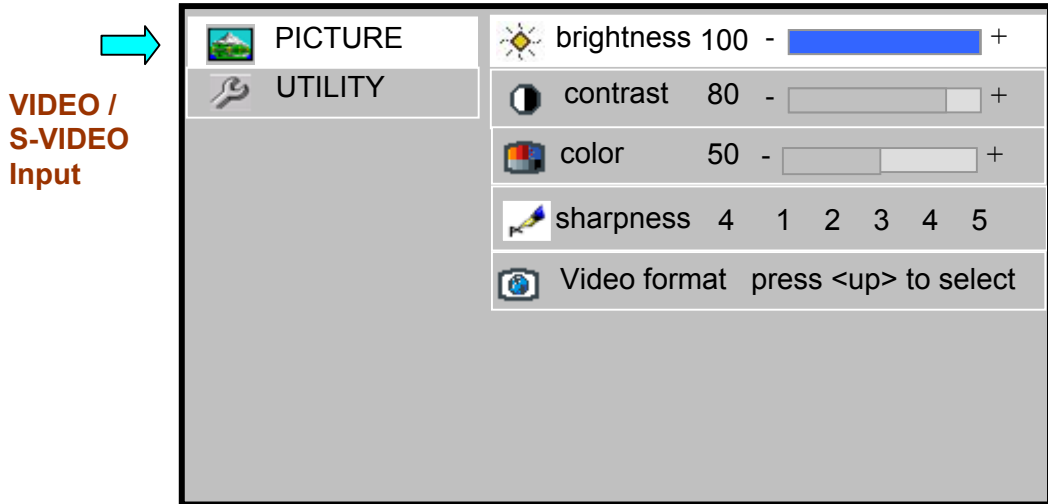 VIDEO /
S-VIDEO
Input
PICTURE
UTILITY
brightness 100 - +
contrast 80 - +
color 50 - +
sharpness 4 1 2 3 4 5
Video format press <up> to select